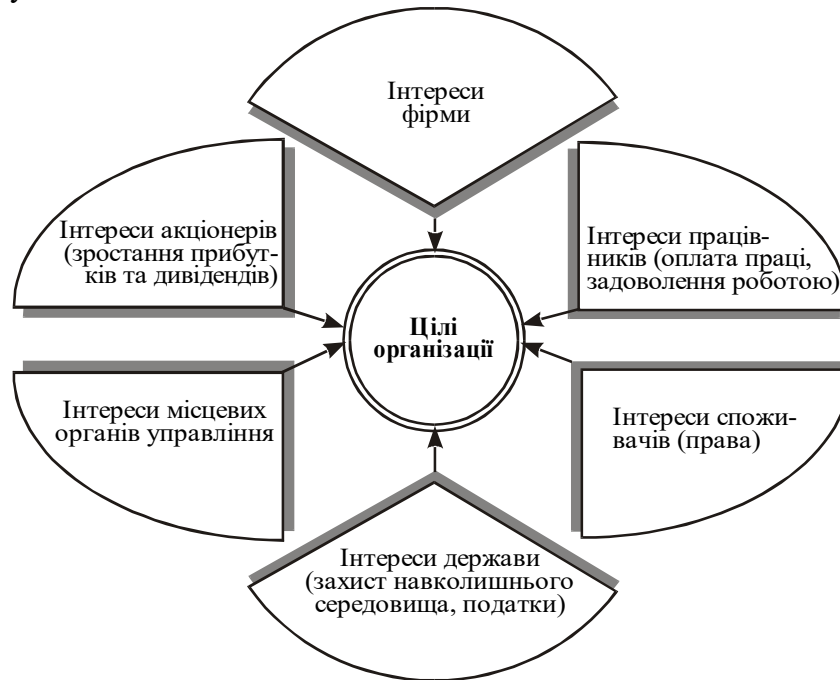 у
Інтереси
фірми
Інтереси акціонерів
(зростання прибут-
ків та дивідендів)
Інтереси праців-
ників (оплата праці,
задоволення роботою)
Цілі
організації
Інтереси місцевих
органів управління
Інтереси спожи-
вачів (права)
Інтереси держави
(захист навколишнього
середовища, податки)